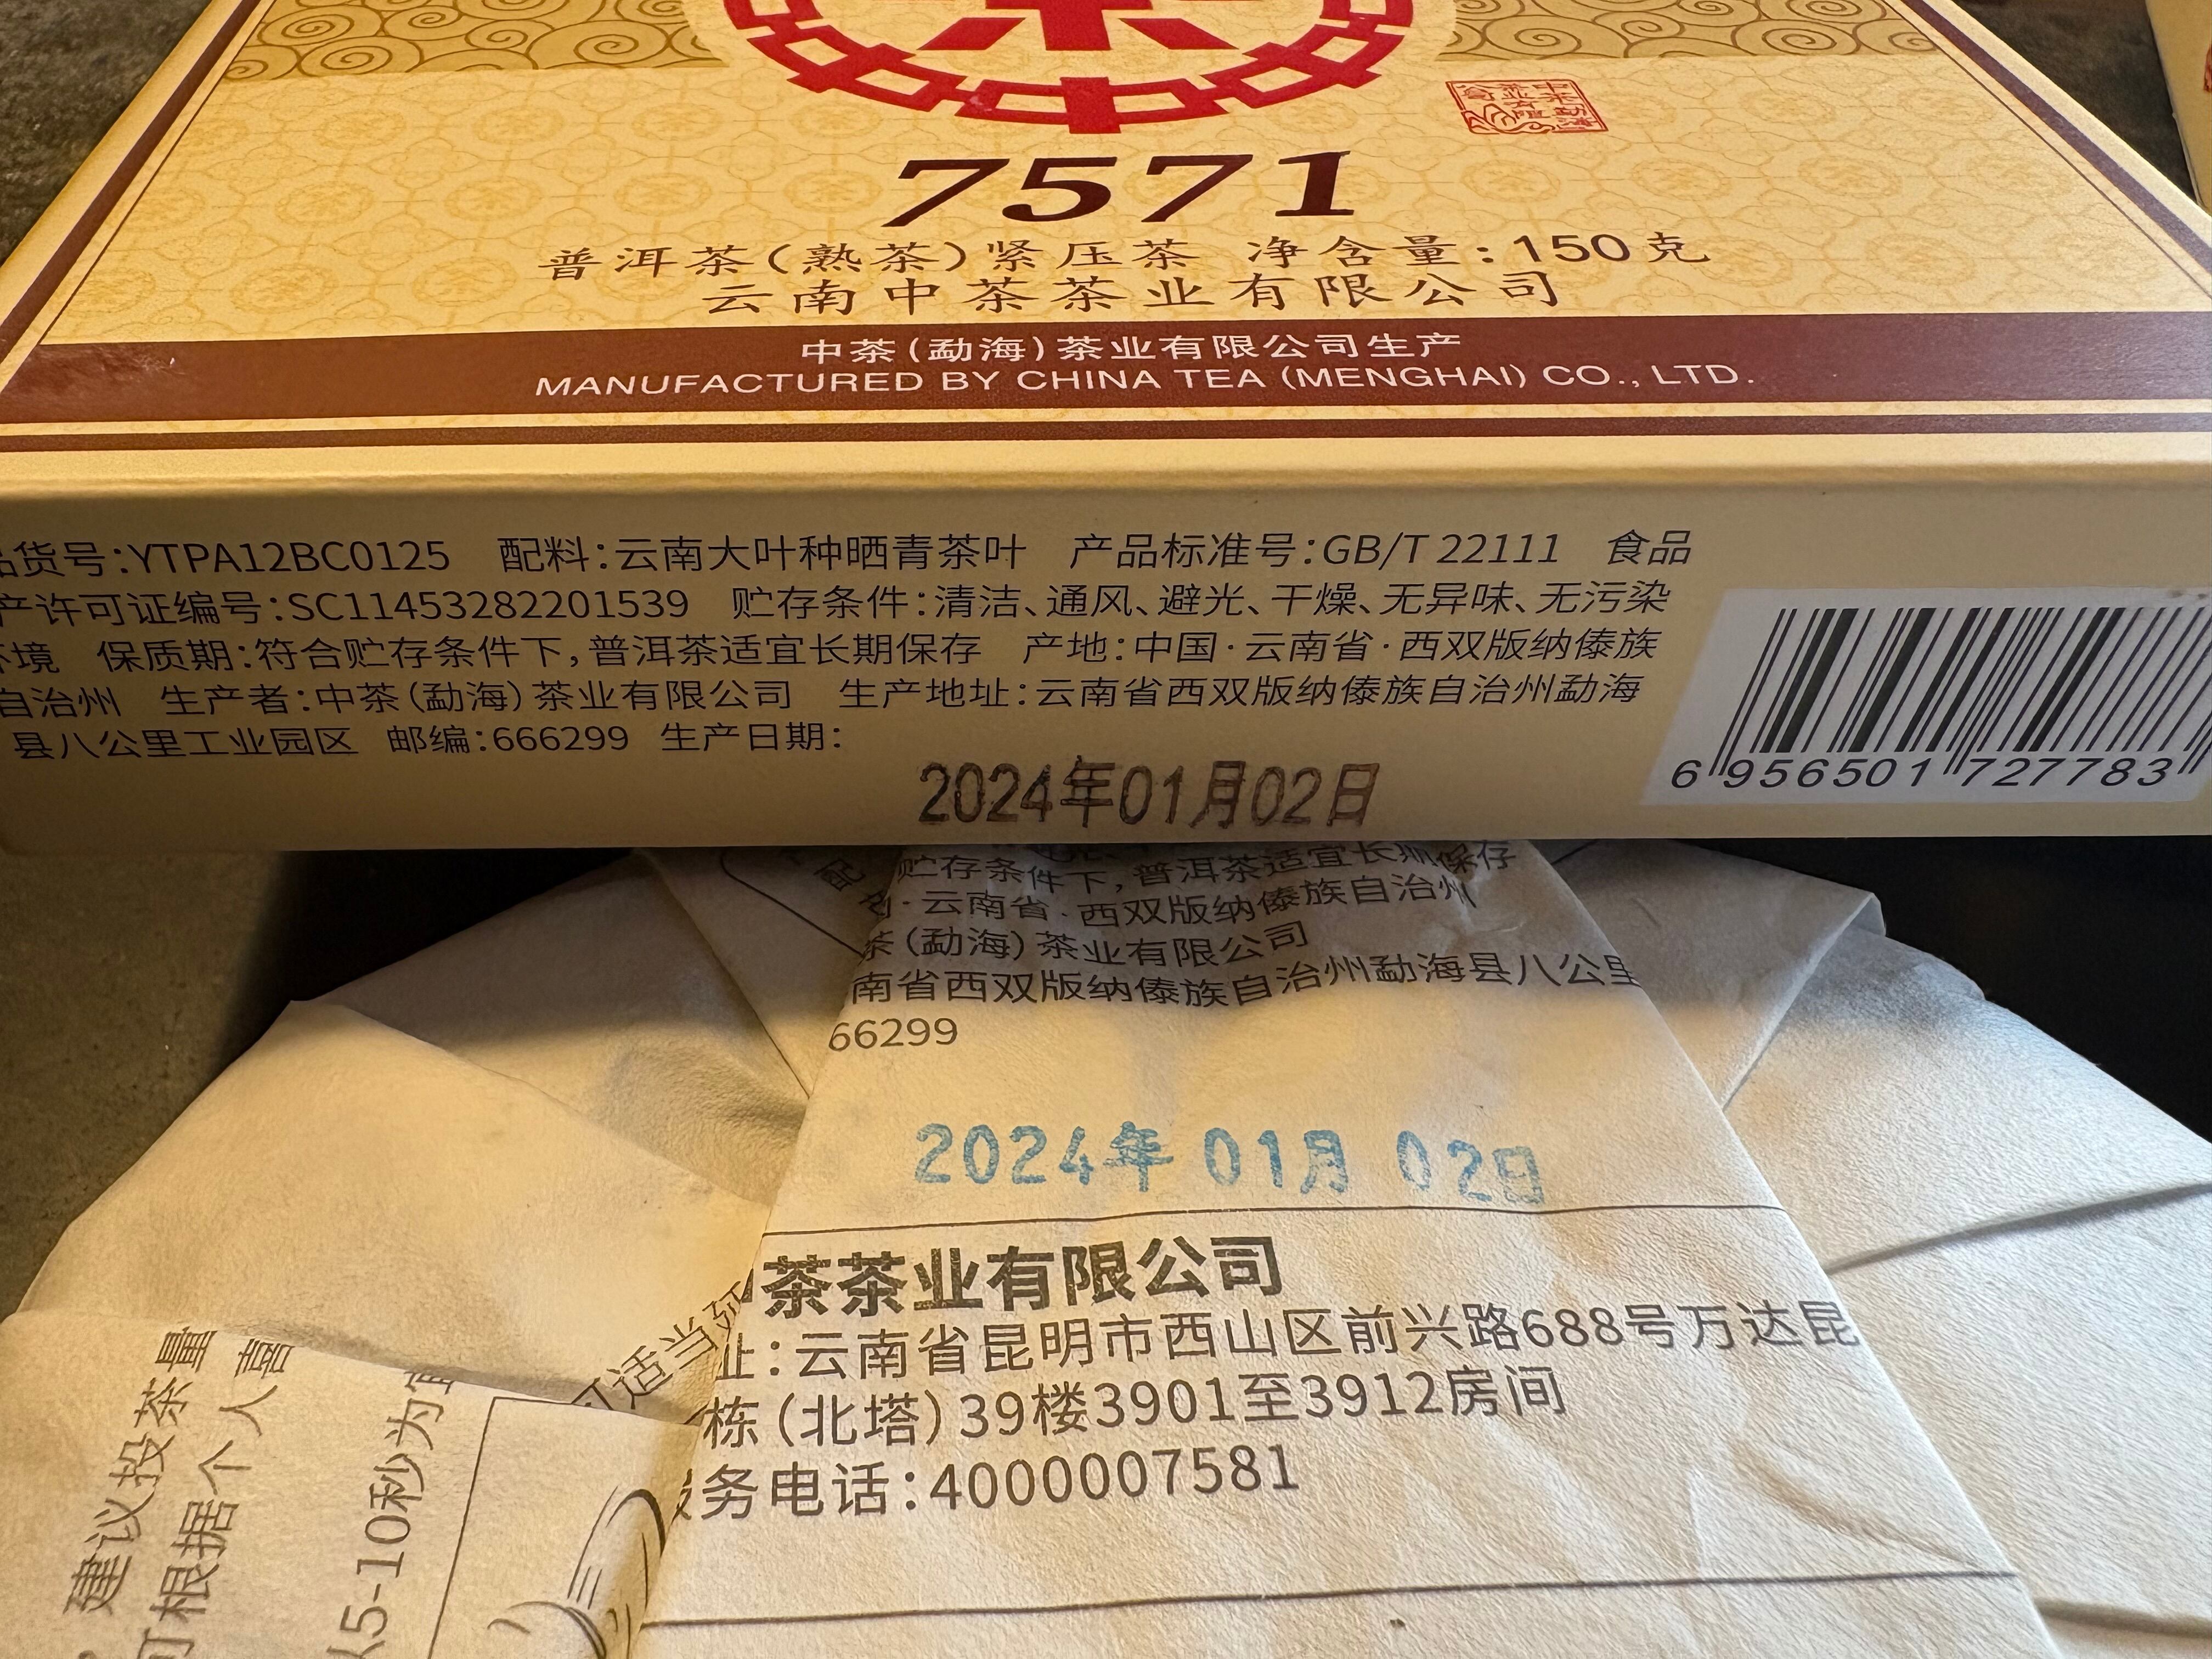 7571
普洱茶(熟茶)紧压茶 净含量:150克
云南中茶茶业有限公司
中茶(勐海)茶业有限公司生产
MANUFACTURED BY CHINA TEA (MENGHAI) CO., LTD.
货号:YTPA12BC0125 配料:云南大叶种晒青茶叶 产品标准号:GB/T 22111 食品
产许可证编号:SC11453282201539 贮存条件:清洁、通风、避光、干燥、无异味、无污染
环境 保质期:符合贮存条件下,普洱茶适宜长期保存 产地:中国·云南省·西双版纳傣族
自治州 生产者:中茶(勐海)茶业有限公司 生产地址:云南省西双版纳傣族自治州勐海
县八公里工业园区 邮编:666299 生产日期:
2024年01月02日
6 956501 727783
贮存条件下,普洱茶适宜长期保存
·云南省·西双版纳傣族自治州
茶(勐海)茶业有限公司
南省西双版纳傣族自治州勐海县八公里
66299
2024年 01月 02日
茶茶业有限公司
址:云南省昆明市西山区前兴路688号万达昆
栋(北塔)39楼3901至3912房间
服务电话:4000007581
建议投茶量
可根据个人喜
从5-10秒为宜
可适当延